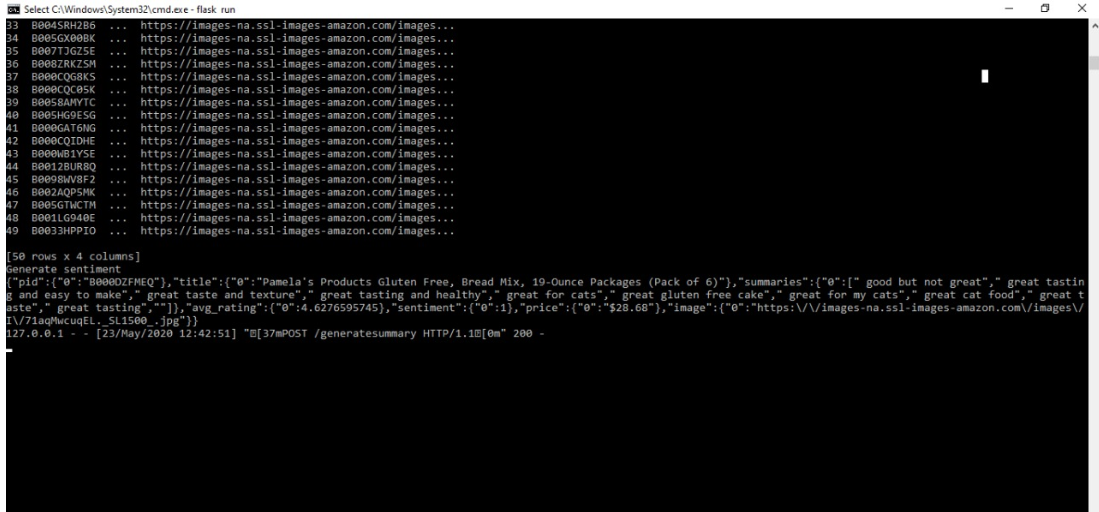 Select C:\Windows\System32\cmd.exe - flask run
33 B004SRH2B6 ... https://images-na.ssl-images-amazon.com/images...
34 B005GX00BK ... https://images-na.ssl-images-amazon.com/images...
35 B007TJGZ5E ... https://images-na.ssl-images-amazon.com/images...
36 B008ZRKZSM ... https://images-na.ssl-images-amazon.com/images...
37 B000CQG8KS ... https://images-na.ssl-images-amazon.com/images...
38 B000CQC05K ... https://images-na.ssl-images-amazon.com/images...
39 B0058AMYTC ... https://images-na.ssl-images-amazon.com/images...
40 B005HG9ESG ... https://images-na.ssl-images-amazon.com/images...
41 B000GAT6NG ... https://images-na.ssl-images-amazon.com/images...
42 B000CQIDHE ... https://images-na.ssl-images-amazon.com/images...
43 B000WB1YSE ... https://images-na.ssl-images-amazon.com/images...
44 B0012BUR8Q ... https://images-na.ssl-images-amazon.com/images...
45 B0098WV8F2 ... https://images-na.ssl-images-amazon.com/images...
46 B002AQP5MK ... https://images-na.ssl-images-amazon.com/images...
47 B005GTWCTM ... https://images-na.ssl-images-amazon.com/images...
48 B001LG940E ... https://images-na.ssl-images-amazon.com/images...
49 B0033HPPIO ... https://images-na.ssl-images-amazon.com/images...
[50 rows x 4 columns]
Generate sentiment
{"pid":{"0":"B000DZFMEQ"},"title":{"0":"Pamela's Products Gluten Free, Bread Mix, 19-Ounce Packages (Pack of 6)"},"summaries":{"0":[" good but not great"," great tastin
g and easy to make"," great taste and texture"," great tasting and healthy"," great for cats"," great gluten free cake"," great for my cats"," great cat food"," great t
aste"," great tasting",""]},"avg_rating":{"0":4.6276595745},"sentiment":{"0":1},"price":{"0":"$28.68"},"image":{"0":"https:\/\/images-na.ssl-images-amazon.com\/images\/
I\/71aqMwcuqEL._SL1500_.jpg"}}
127.0.0.1 - - [23/May/2020 12:42:51] "[37mPOST /generatesummary HTTP/1.1[0m" 200 -